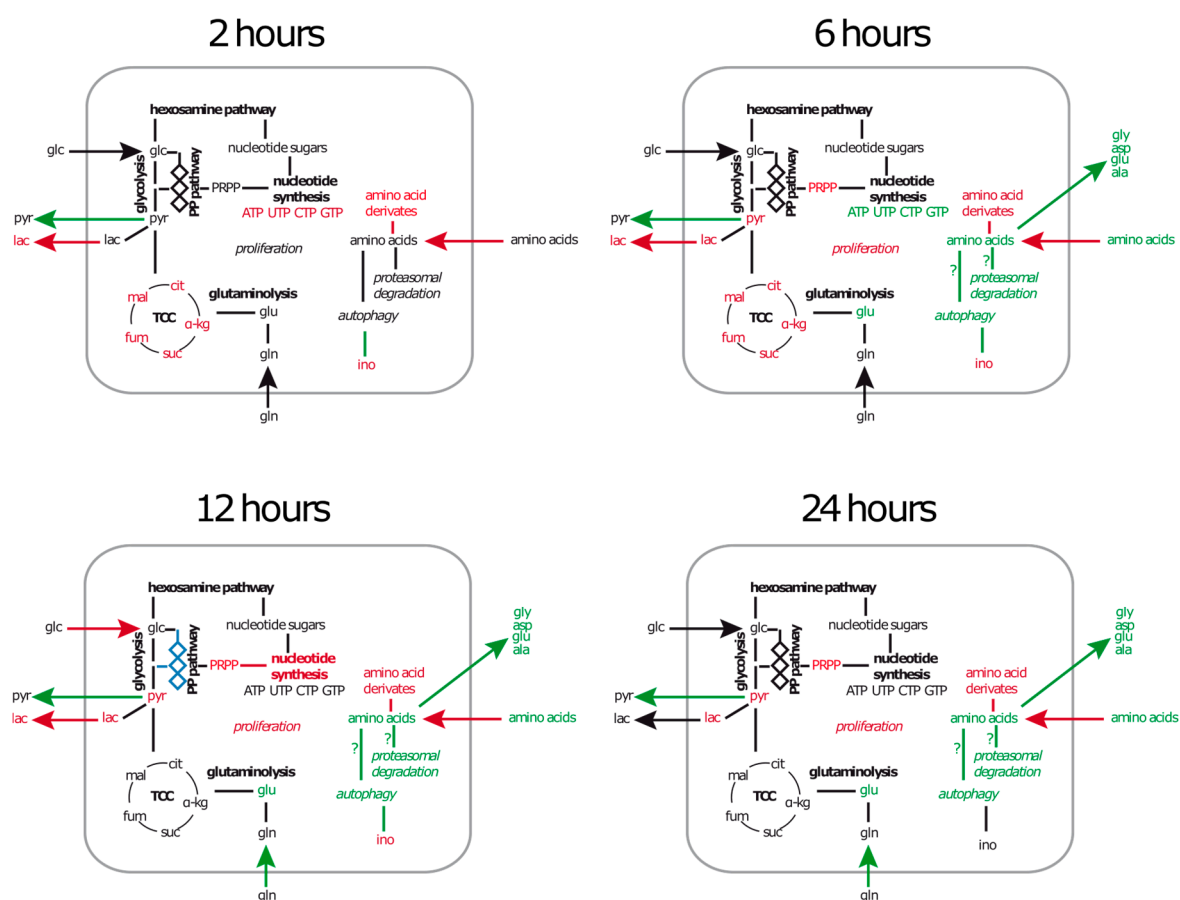 2 hours
hexosamine pathway
glc
glc
glycolysis
PP pathway
nucleotide sugars
PRPP
nucleotide
synthesis
ATP UTP CTP GTP
amino acid
derivates
pyr
pyr
lac
lac
proliferation
amino acids
amino acids
proteasomal
degradation
cit
mal
TCC
α-kg
fum
suc
glutaminolysis
glu
autophagy
gln
ino
gln
6 hours
hexosamine pathway
glc
glc
glycolysis
PP pathway
nucleotide sugars
gly
asp
glu
ala
PRPP
nucleotide
synthesis
ATP UTP CTP GTP
amino acid
derivates
pyr
pyr
lac
lac
proliferation
amino acids
amino acids
?
?
proteasomal
degradation
cit
mal
TCC
α-kg
fum
suc
glutaminolysis
glu
autophagy
gln
ino
gln
12 hours
hexosamine pathway
glc
glc
glycolysis
PP pathway
nucleotide sugars
gly
asp
glu
ala
PRPP
nucleotide
synthesis
ATP UTP CTP GTP
amino acid
derivates
pyr
pyr
lac
lac
proliferation
amino acids
amino acids
?
?
proteasomal
degradation
cit
mal
TCC
α-kg
fum
suc
glutaminolysis
glu
autophagy
gln
ino
gln
24 hours
hexosamine pathway
glc
glc
glycolysis
PP pathway
nucleotide sugars
gly
asp
glu
ala
PRPP
nucleotide
synthesis
ATP UTP CTP GTP
amino acid
derivates
pyr
pyr
lac
lac
proliferation
amino acids
amino acids
?
?
proteasomal
degradation
cit
mal
TCC
α-kg
fum
suc
glutaminolysis
glu
autophagy
gln
ino
gln